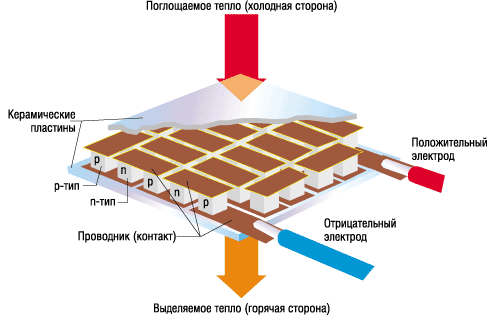 Поглощаемое тепло (холодная сторона)
Керамические
пластины
Положительный
электрод
p
n
p
n
p
p-тип
n-тип
Проводник (контакт)
Отрицательный
электрод
Выделяемое тепло (горячая сторона)